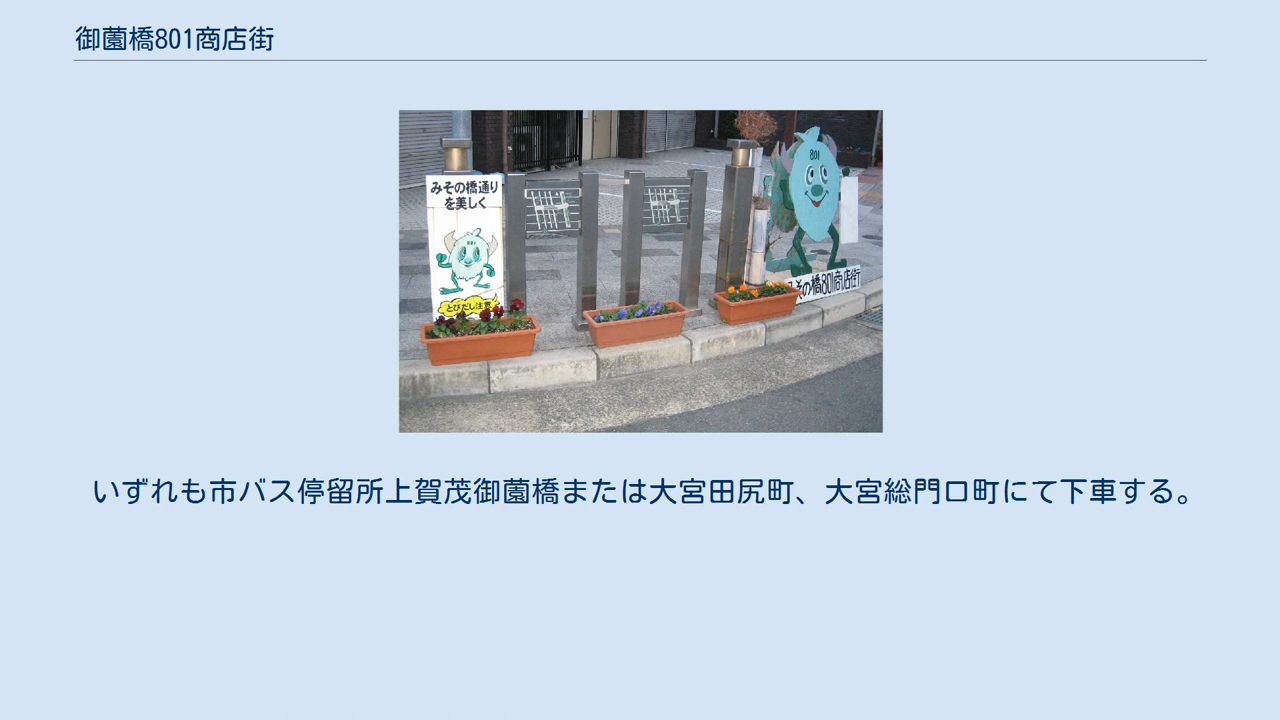 御薗橋801商店街
みその橋通り
を美しく
801
801
とびだし注意
みその橋801商店街
いずれも市バス停留所上賀茂御薗橋または大宮田尻町、大宮総門口町にて下車する。